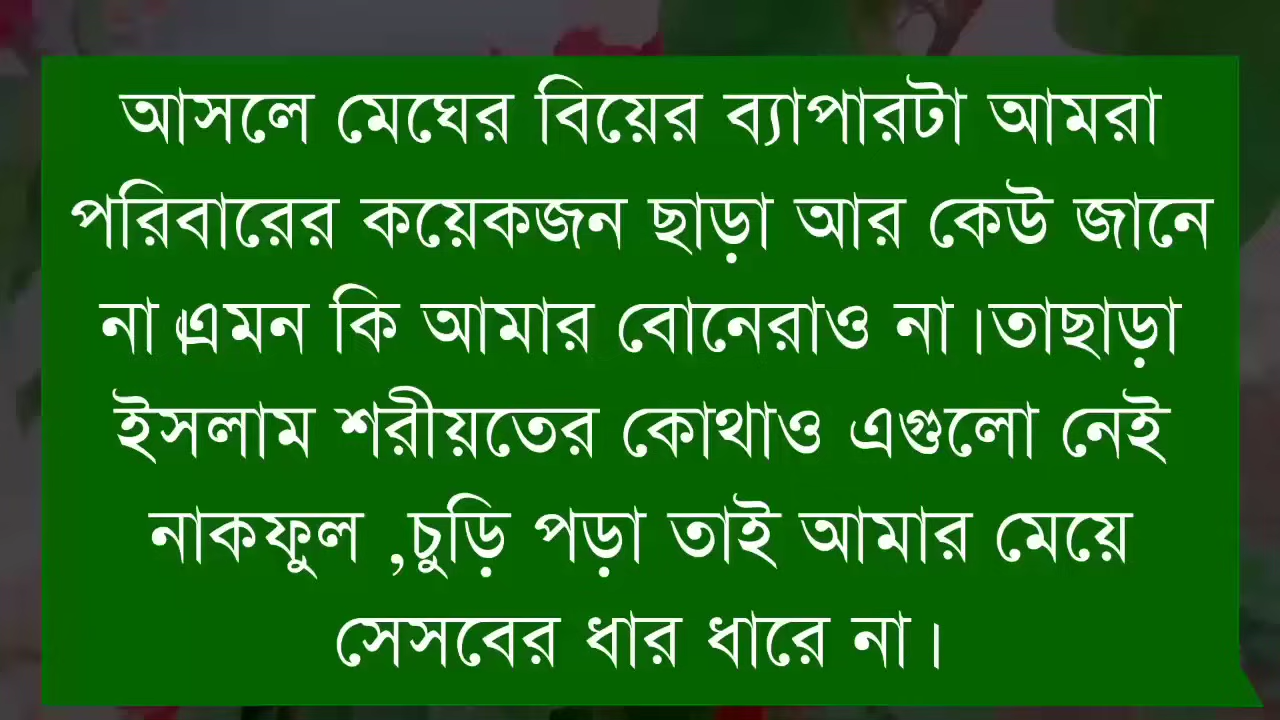 আসলে মেঘের বিয়ের ব্যাপারটা আমরা
পরিবারের কয়েকজন ছাড়া আর কেউ জানে
না এমন কি আমার বোনেরাও না।তাছাড়া
ইসলাম শরীয়তের কোথাও এগুলো নেই
নাকফুল ,চুড়ি পড়া তাই আমার মেয়ে
সেসবের ধার ধারে না।